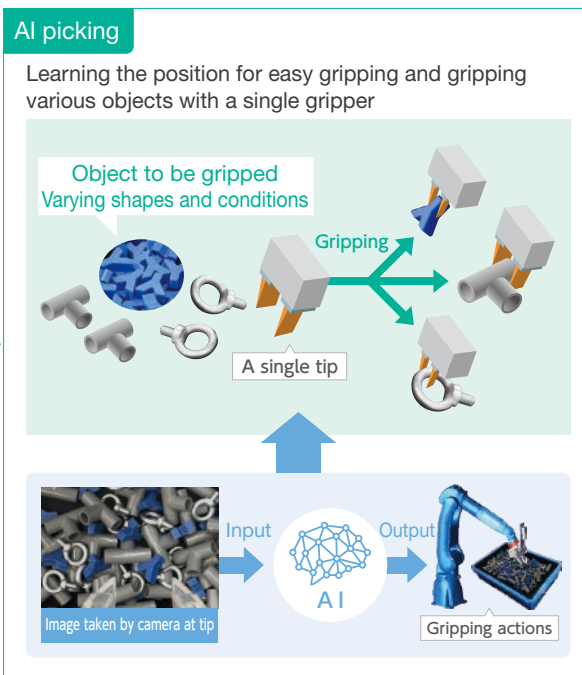 AI picking
Learning the position for easy gripping and gripping
various objects with a single gripper
Object to be gripped
Varying shapes and conditions
Gripping
A single tip
Input
AI
Output
Image taken by camera at tip
Gripping actions